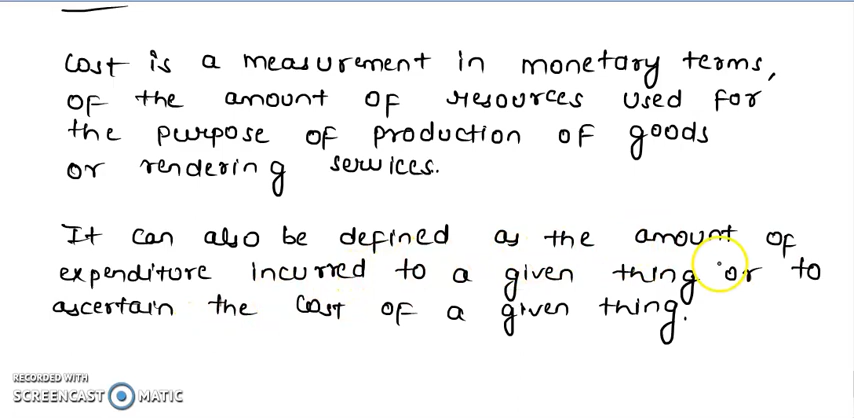 Cost is a measurement in monetary terms,
of the amount of resources used for
the purpose of production of goods
or rendering services.
It can also be defined as the amount of
expenditure incurred to a given thing or to
ascertain the cost of a given thing.
RECORDED WITH
SCREENCAST MATIC